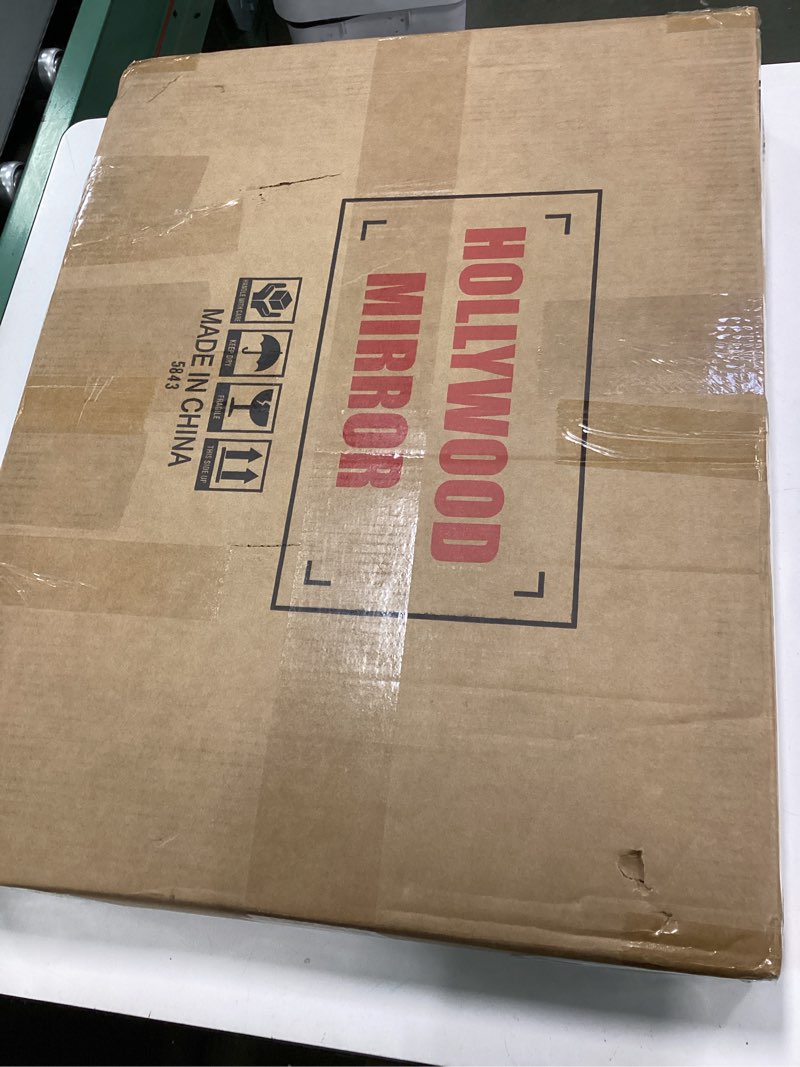 HOLLYWOOD
MIRROR
HANDLE WITH CARE
KEEP DRY
FRAGILE
THIS SIDE UP
5843
MADE IN CHINA